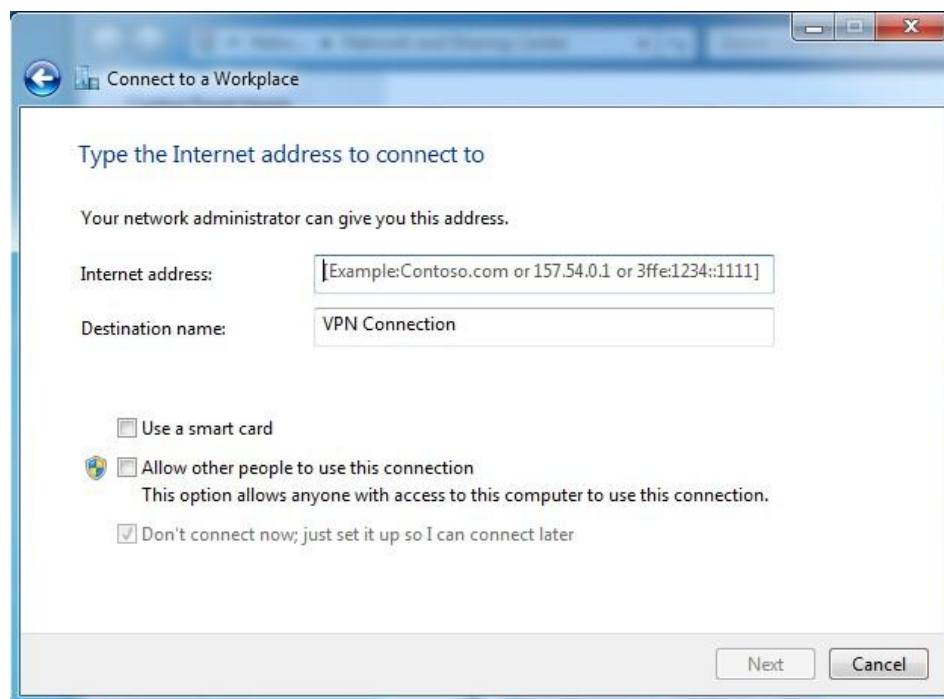 Connect to a Workplace
Type the Internet address to connect to
Your network administrator can give you this address.
Internet address: [Example:Contoso.com or 157.54.0.1 or 3ffe:1234::1111]
Destination name: VPN Connection
Use a smart card
Allow other people to use this connection
This option allows anyone with access to this computer to use this connection.
Don't connect now; just set it up so I can connect later
Next Cancel